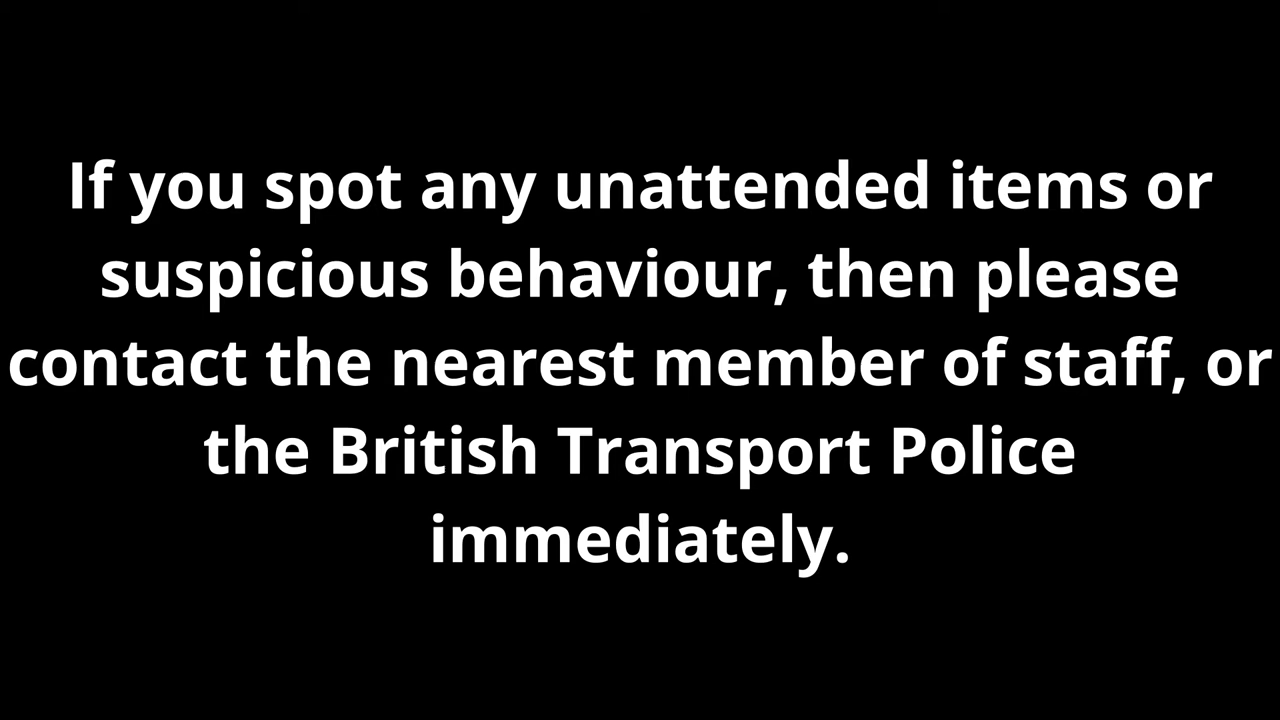 If you spot any unattended items or
suspicious behaviour, then please
contact the nearest member of staff, or
the British Transport Police
immediately.